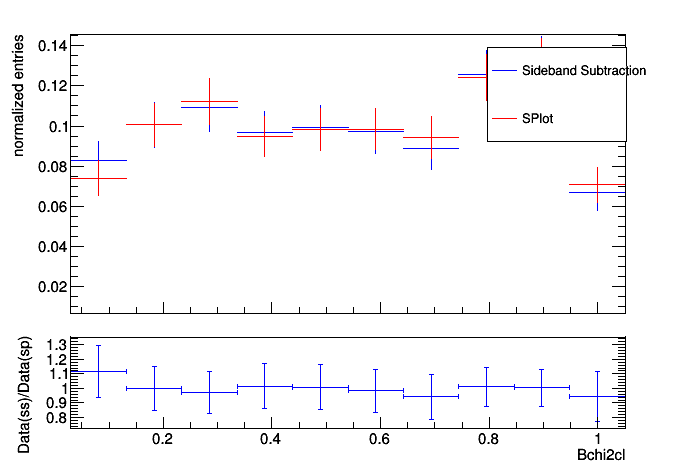 normalized entries
0.14
0.12
0.1
0.08
0.06
0.04
0.02
Sideband Subtraction
SPlot
Data(ss)/Data(sp)
1.3
1.2
1.1
1
0.9
0.8
0.2 0.4 0.6 0.8 1
Bchi2cl